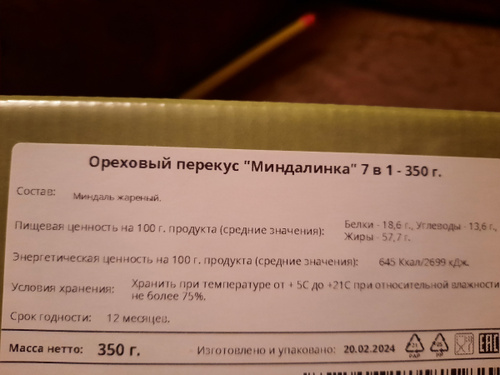 Ореховый перекус "Миндалинка" 7 в 1 - 350 г.
Состав: Миндаль жареный.
Пищевая ценность на 100 г. продукта (средние значения): Белки - 18,6 г., Углеводы - 13,6 г.,
Жиры - 57,7 г.
Энергетическая ценность на 100 г. продукта (средние значения): 645 Ккал/2699 кДж.
Условия хранения: Хранить при температуре от + 5С до +21С при относительной влажности
не более 75%.
Срок годности: 12 месяцев.
Масса нетто: 350 г. Изготовлено и упаковано: 20.02.2024 EAC